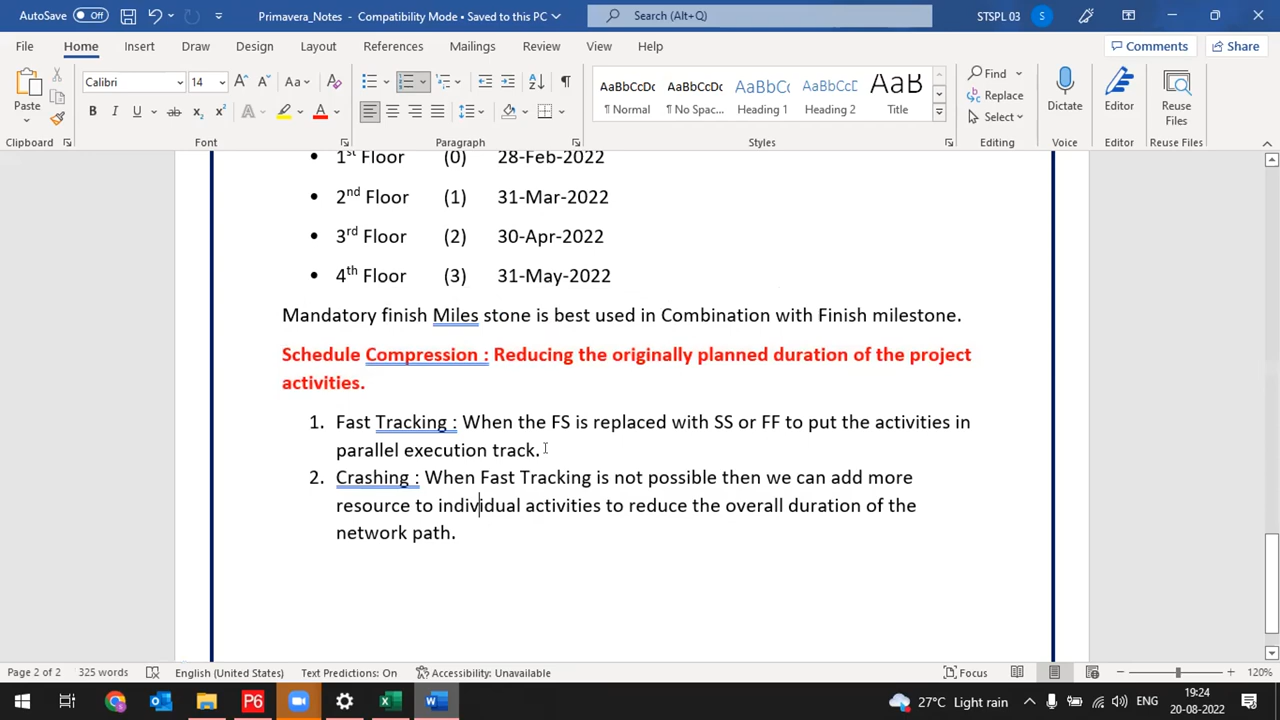 AutoSave Off Primavera_Notes - Compatibility Mode • Saved to this PC Search (Alt+Q) STSPL 03 S
File Home Insert Draw Design Layout References Mailings Review View Help Comments Share
Paste Calibri 14 Aa AaBbCcDc AaBbCcDc AaBbC AaBbCcD AaB Find Replace Select Dictate Editor Reuse Files
¶ Normal ¶ No Spac... Heading 1 Heading 2 Title
Clipboard Font Paragraph Styles Editing Voice Editor Reuse Files
1st Floor (0) 28-Feb-2022
2nd Floor (1) 31-Mar-2022
3rd Floor (2) 30-Apr-2022
4th Floor (3) 31-May-2022
Mandatory finish Miles stone is best used in Combination with Finish milestone.
Schedule Compression : Reducing the originally planned duration of the project
activities.
1. Fast Tracking : When the FS is replaced with SS or FF to put the activities in
parallel execution track.
2. Crashing : When Fast Tracking is not possible then we can add more
resource to individual activities to reduce the overall duration of the
network path.
Page 2 of 2 325 words English (United States) Text Predictions: On Accessibility: Unavailable Focus 120%
P6 27°C Light rain ENG 19:24
20-08-2022